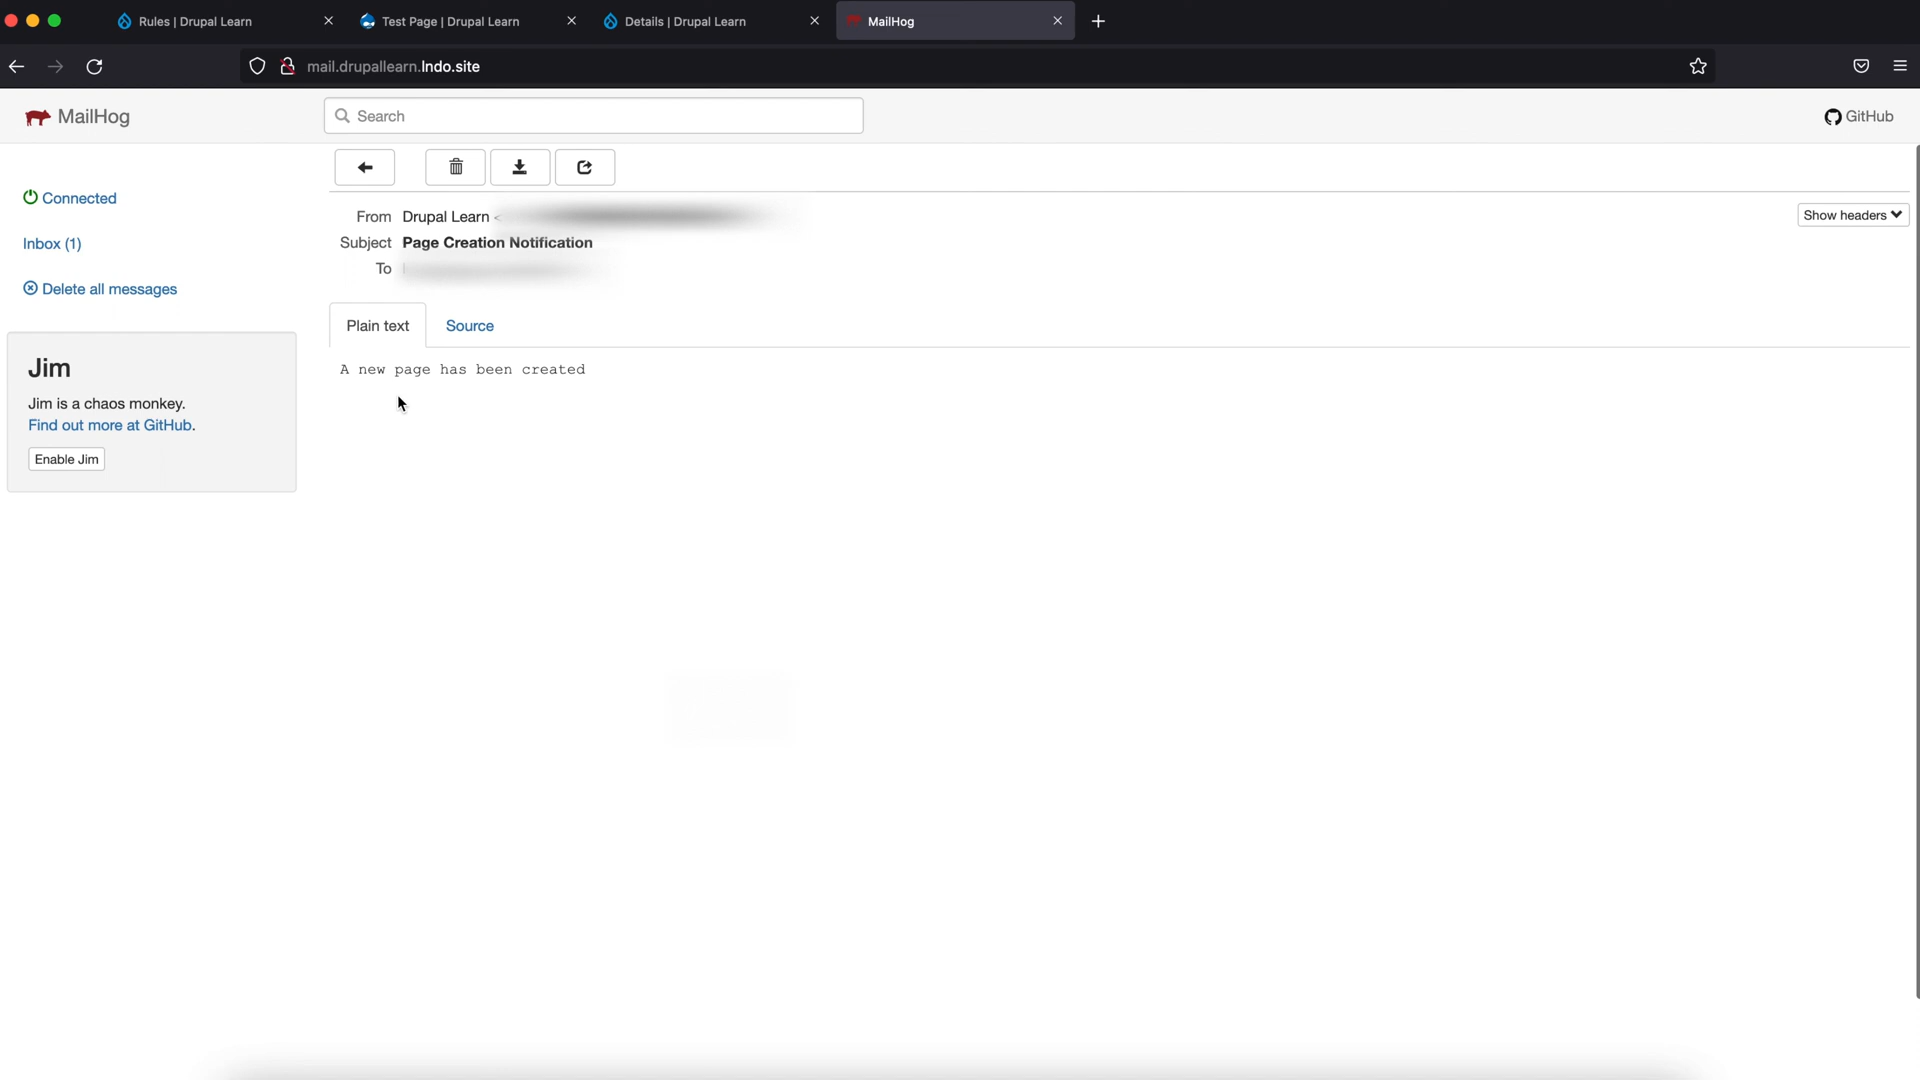 Rules | Drupal Learn
Test Page | Drupal Learn
Details | Drupal Learn
MailHog
mail.drupallearn.lndo.site
MailHog
Search
GitHub
Connected
From Drupal Learn <
Show headers
Inbox (1)
Subject Page Creation Notification
To
Delete all messages
Plain text
Source
Jim
A new page has been created
Jim is a chaos monkey.
Find out more at GitHub.
Enable Jim